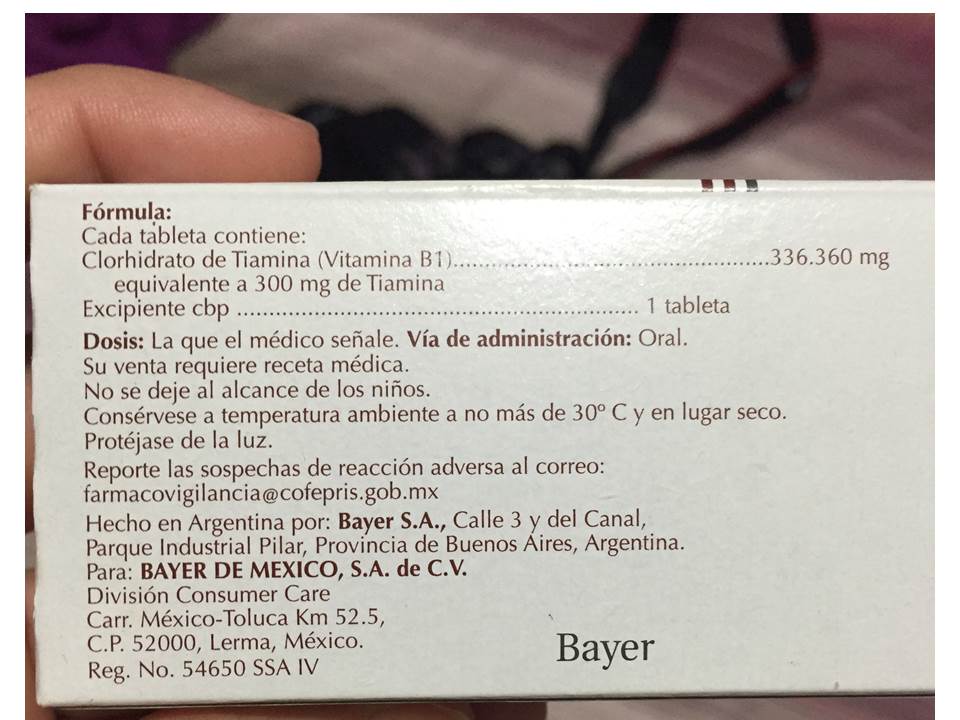 Fórmula:
Cada tableta contiene:
Clorhidrato de Tiamina (Vitamina B1)................................................336.360 mg
equivalente a 300 mg de Tiamina
Excipiente cbp ............................................................... 1 tableta
Dosis: La que el médico señale. Vía de administración: Oral.
Su venta requiere receta médica.
No se deje al alcance de los niños.
Consérvese a temperatura ambiente a no más de 30º C y en lugar seco.
Protéjase de la luz.
Reporte las sospechas de reacción adversa al correo:
farmacovigilancia@cofepris.gob.mx
Hecho en Argentina por: Bayer S.A., Calle 3 y del Canal,
Parque Industrial Pilar, Provincia de Buenos Aires, Argentina.
Para: BAYER DE MEXICO, S.A. de C.V.
División Consumer Care
Carr. México-Toluca Km 52.5,
C.P. 52000, Lerma, México.
Reg. No. 54650 SSA IV
Bayer